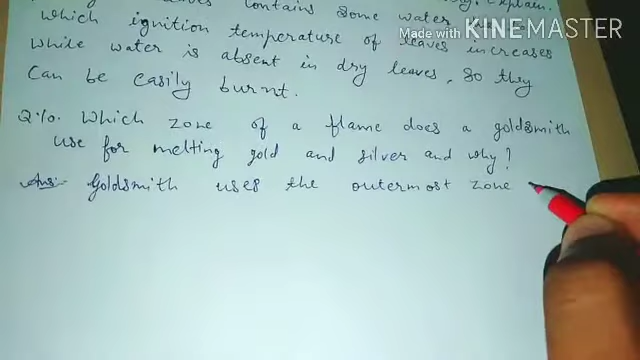 leaves contains some water
explain.
which ignition temperature of leaves increases
while water is absent in dry leaves, so they
can be easily burnt.
Q10. Which zone of a flame does a goldsmith
use for melting gold and silver and why?
Ans:- Goldsmith uses the outermost zone
Made with KINEMASTER